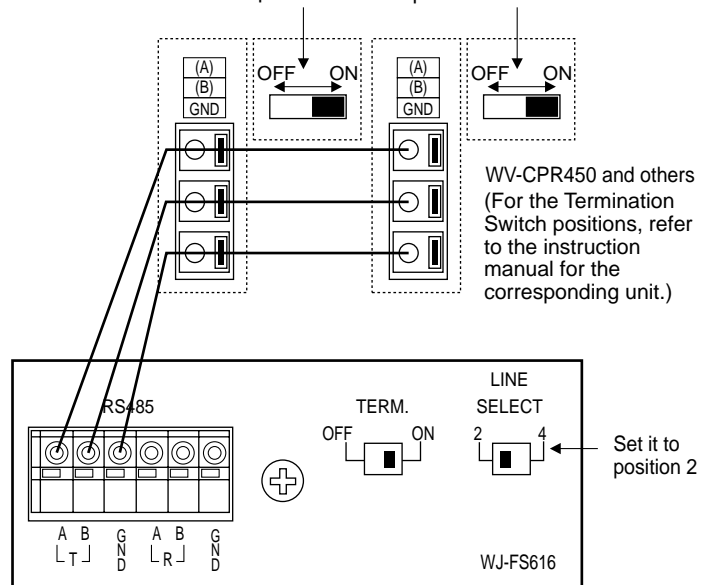 (A)
(B)
GND
OFF ON
(A)
(B)
GND
OFF ON
WV-CPR450 and others
(For the Termination
Switch positions, refer
to the instruction
manual for the
corresponding unit.)
RS485
TERM.
OFF ON
LINE
SELECT
2 4
Set it to
position 2
A B GND A B GND
T R
WJ-FS616